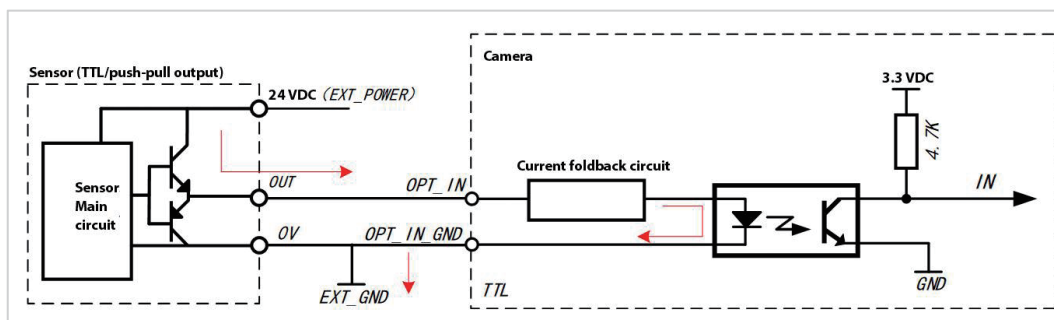 Camera
Sensor (TTL/push-pull output)
24 VDC (EXT_POWER)
3.3 VDC
4.7K
Current foldback circuit
Sensor
Main
circuit
OUT
OPT_IN
IN
OV
OPT_IN_GND
EXT_GND
TTL
GND